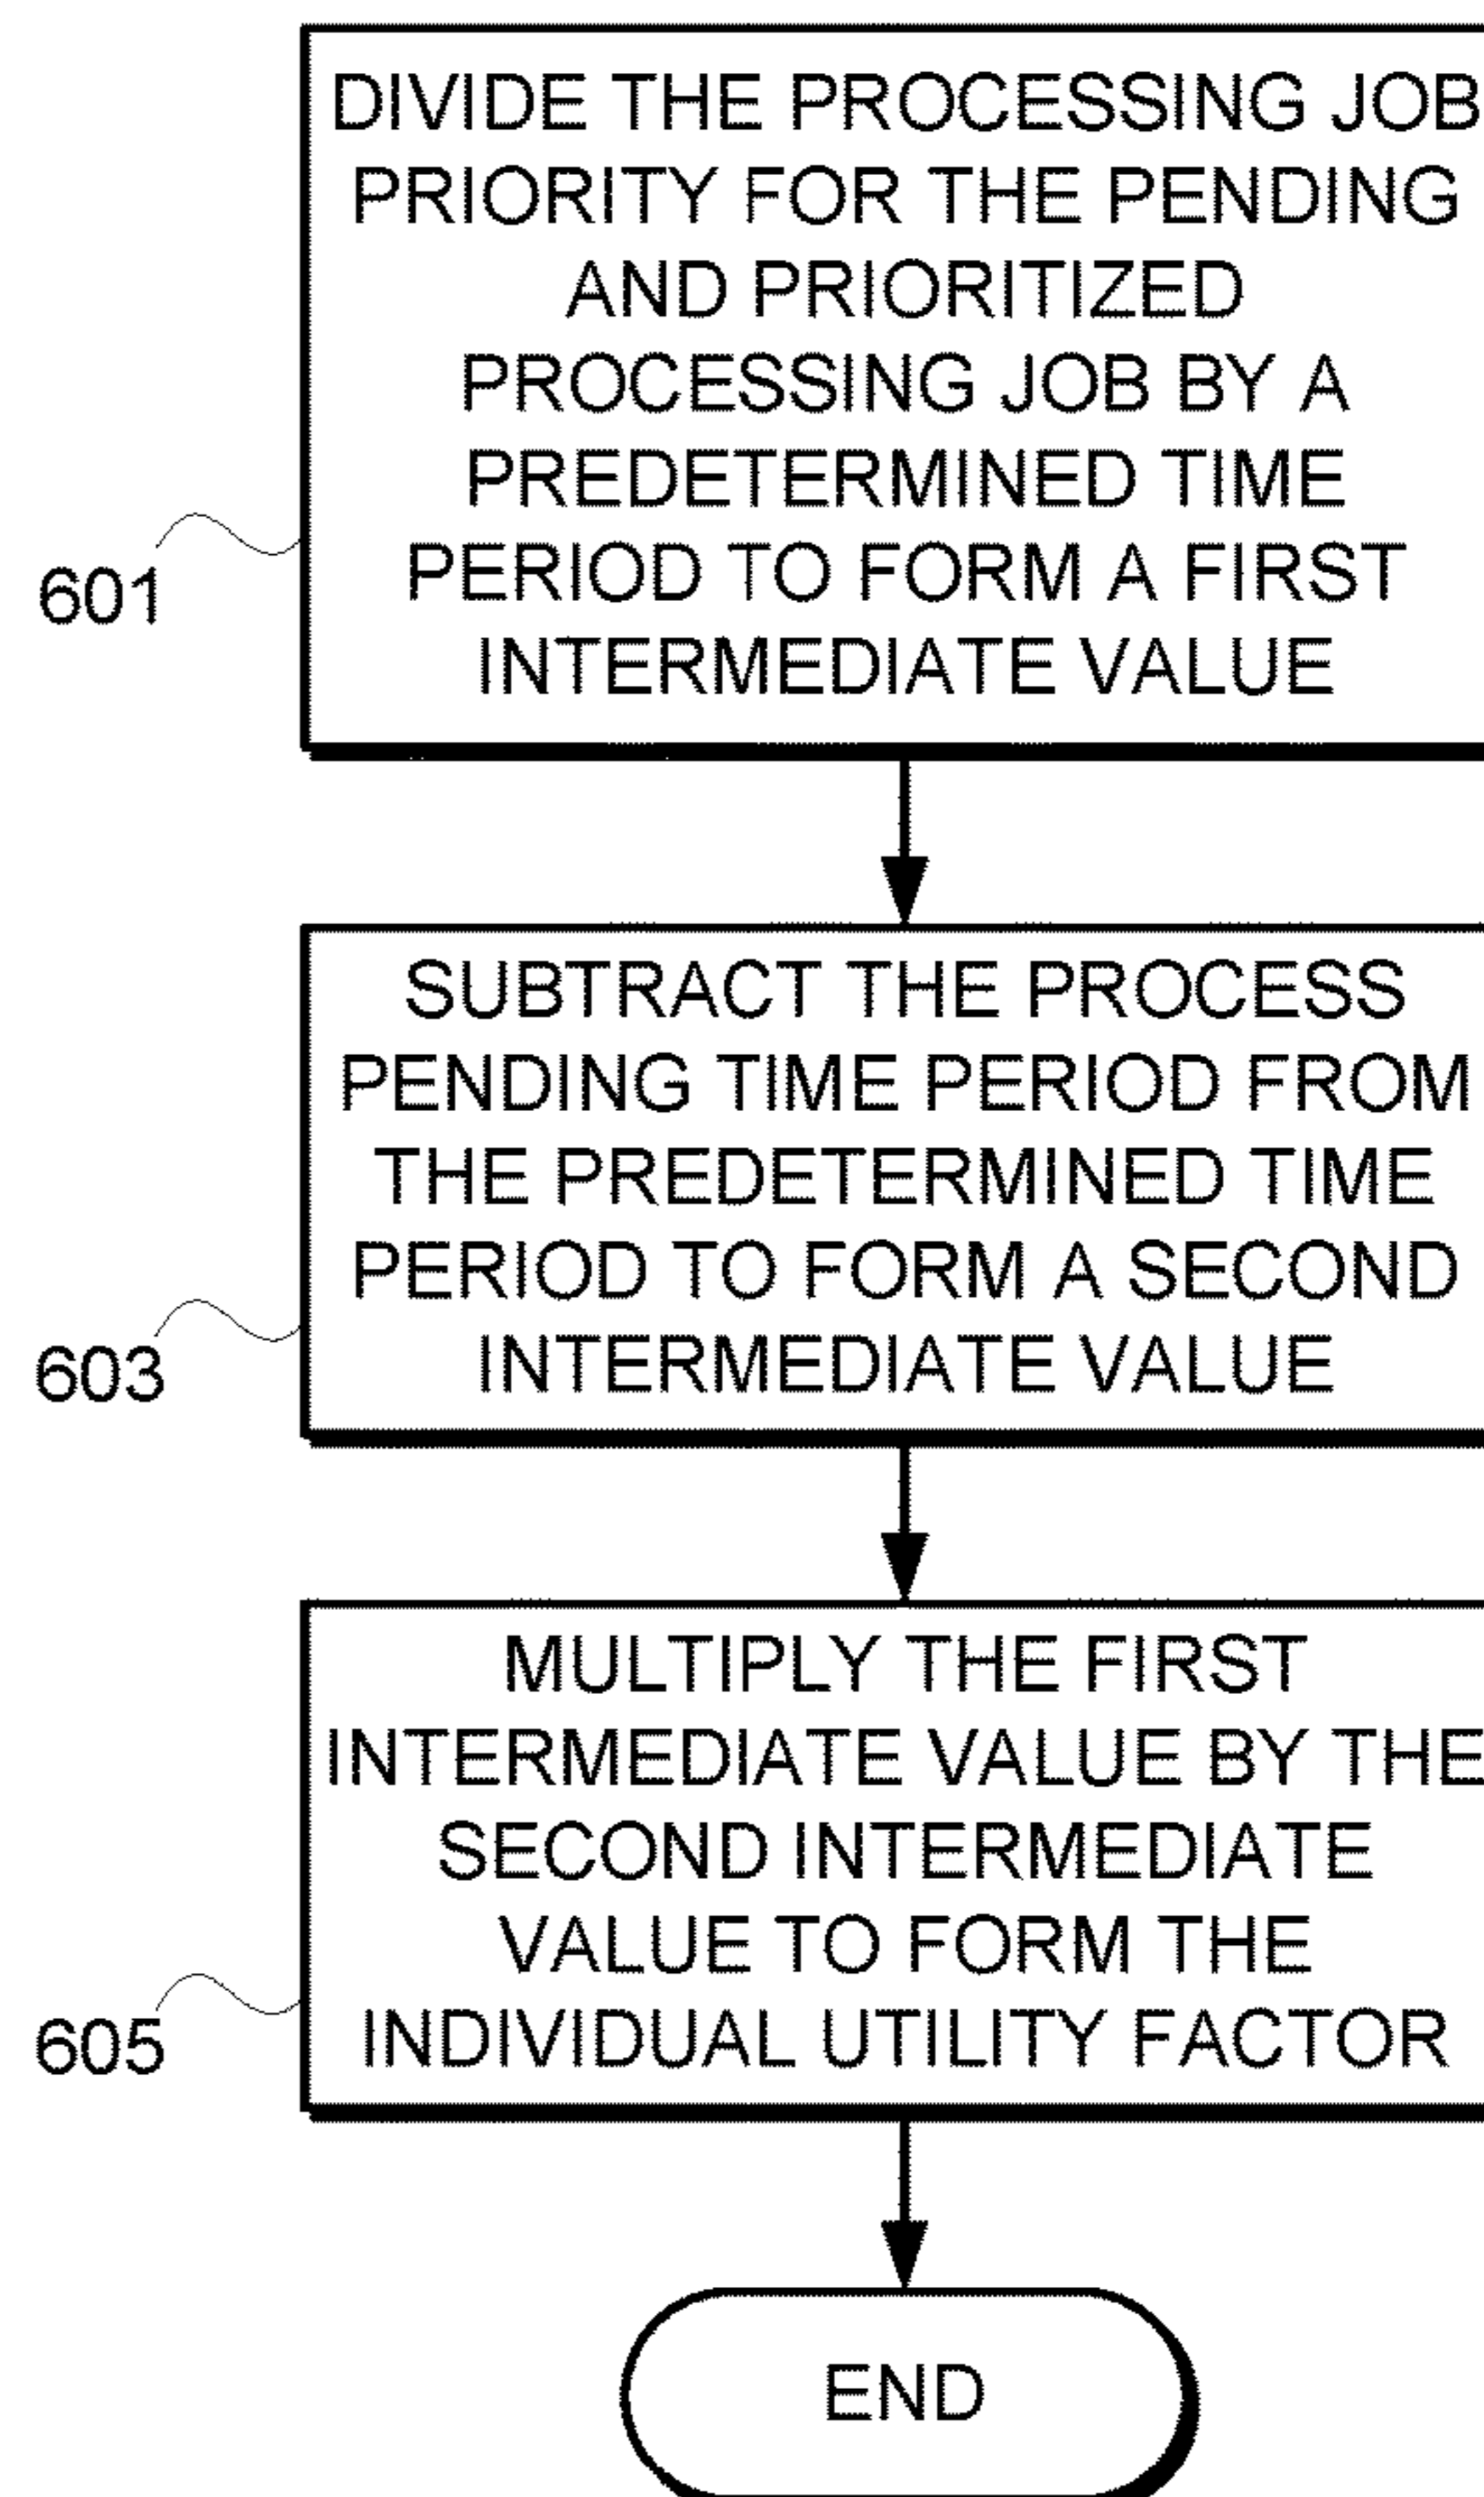 DIVIDE THE PROCESSING JOB
PRIORITY FOR THE PENDING
AND PRIORITIZED
PROCESSING JOB BY A
PREDETERMINED TIME
PERIOD TO FORM A FIRST
INTERMEDIATE VALUE
601
SUBTRACT THE PROCESS
PENDING TIME PERIOD FROM
THE PREDETERMINED TIME
PERIOD TO FORM A SECOND
INTERMEDIATE VALUE
603
MULTIPLY THE FIRST
INTERMEDIATE VALUE BY THE
SECOND INTERMEDIATE
VALUE TO FORM THE
INDIVIDUAL UTILITY FACTOR
605
END